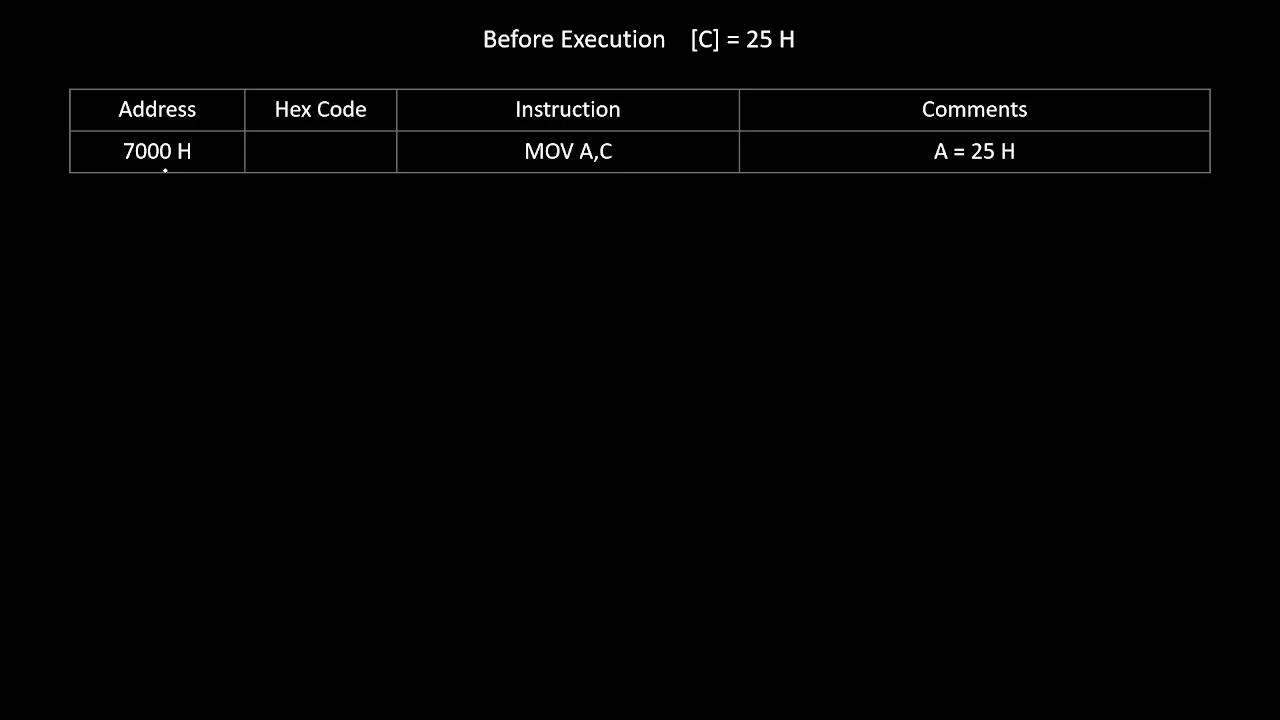 Before Execution [C] = 25 H
Address Hex Code Instruction Comments
7000 H MOV A,C A = 25 H